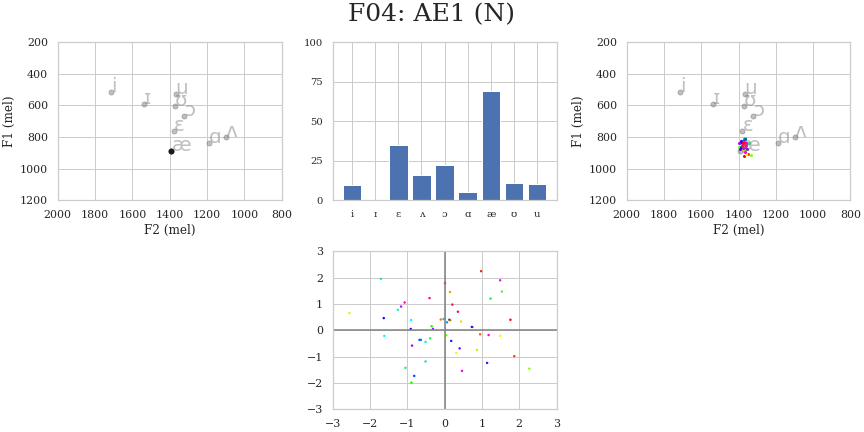 F04: AE1 (N)
200
400
600
800
1000
1200
F1 (mel)
2000 1800 1600 1400 1200 1000 800
F2 (mel)
i ɪ u ʊ ɔ ɛ ɑ ʌ æ
100
75
50
25
0
i ɪ ɛ ʌ ɔ ɑ æ ʊ u
200
400
600
800
1000
1200
F1 (mel)
2000 1800 1600 1400 1200 1000 800
F2 (mel)
i ɪ u ʊ ɔ ɛ ɑ ʌ æ
3
2
1
0
−1
−2
−3
−3 −2 −1 0 1 2 3